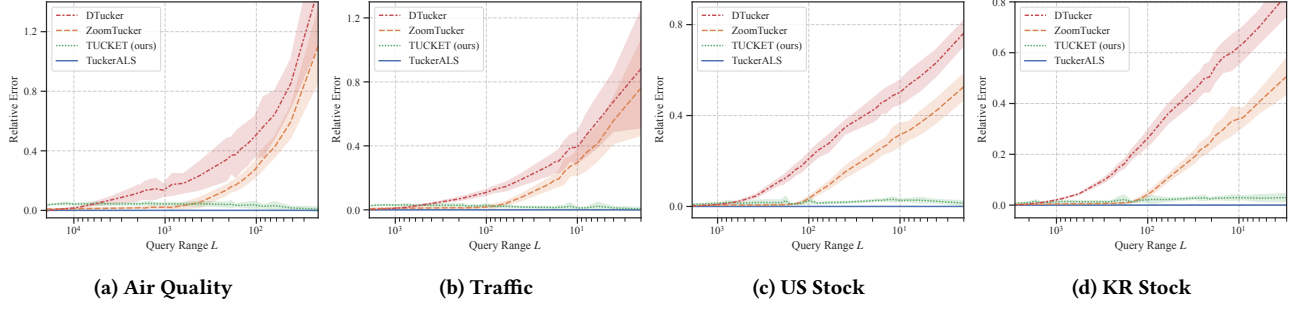 1.2
0.8
0.4
0.0
Relative Error
DTucker
ZoomTucker
TUCKET (ours)
TuckerALS
10⁴
10³
10²
Query Range L
(a) Air Quality
1.2
0.8
0.4
0.0
Relative Error
DTucker
ZoomTucker
TUCKET (ours)
TuckerALS
10³
10²
10¹
Query Range L
(b) Traffic
0.8
0.4
0.0
Relative Error
DTucker
ZoomTucker
TUCKET (ours)
TuckerALS
10³
10²
10¹
Query Range L
(c) US Stock
0.8
0.6
0.4
0.2
0.0
Relative Error
DTucker
ZoomTucker
TUCKET (ours)
TuckerALS
10³
10²
10¹
Query Range L
(d) KR Stock